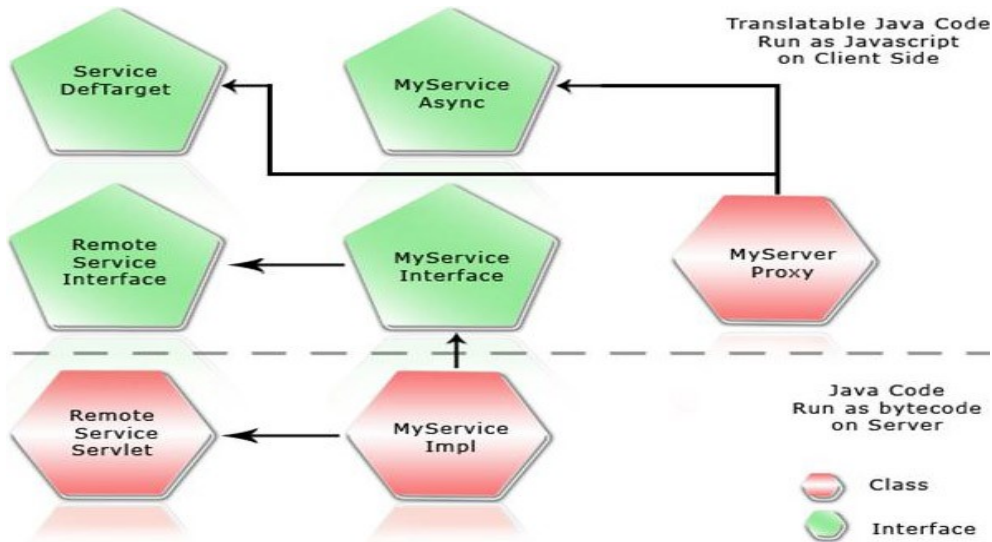 Service
DefTarget
MyService
Async
Translatable Java Code
Run as Javascript
on Client Side
Remote
Service
Interface
MyService
Interface
MyServer
Proxy
Remote
Service
Servlet
MyService
Impl
Java Code
Run as bytecode
on Server
Class
Interface